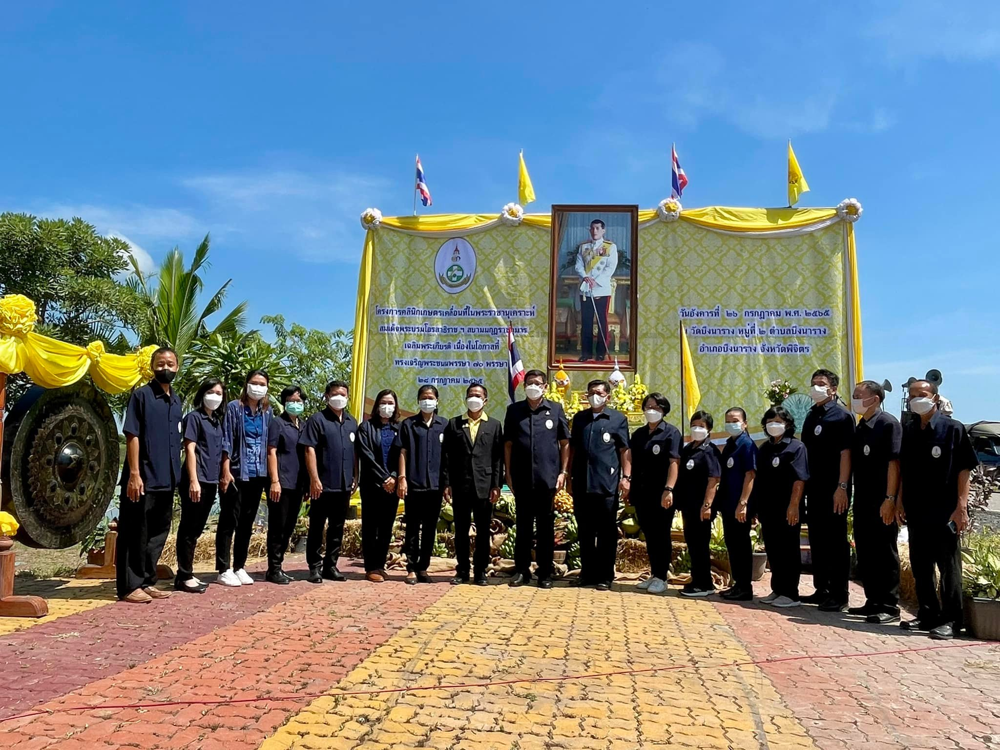 โครงการคลินิกเกษตรเคลื่อนที่ในพระราชานุเคราะห์
สมเด็จพระบรมโอรสาธิราช ฯ สยามมกุฎราชกุมาร
เฉลิมพระเกียรติ เนื่องในโอกาสที่
ทรงเจริญพระชนมพรรษา ๗๐ พรรษา
๒๘ กรกฎาคม ๒๕๖๕
วันอังคารที่ ๒๖ กรกฎาคม พ.ศ. ๒๕๖๕
วัดบึงนาราง หมู่ที่ ๒ ตำบลบึงนาราง
อำเภอบึงนาราง จังหวัดพิจิตร